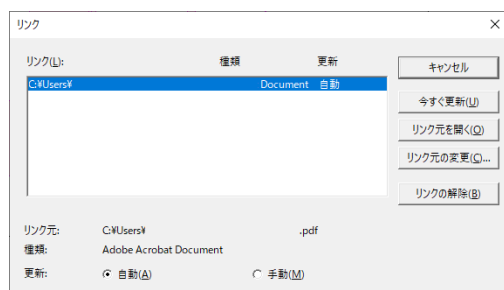 リンク
リンク(L): 種類 更新
C:¥Users¥ Document 自動
キャンセル
今すぐ更新(U)
リンク元を開く(O)
リンク元の変更(C)...
リンクの解除(B)
リンク元: C:¥Users¥ .pdf
種類: Adobe Acrobat Document
更新: 自動(A) 手動(M)